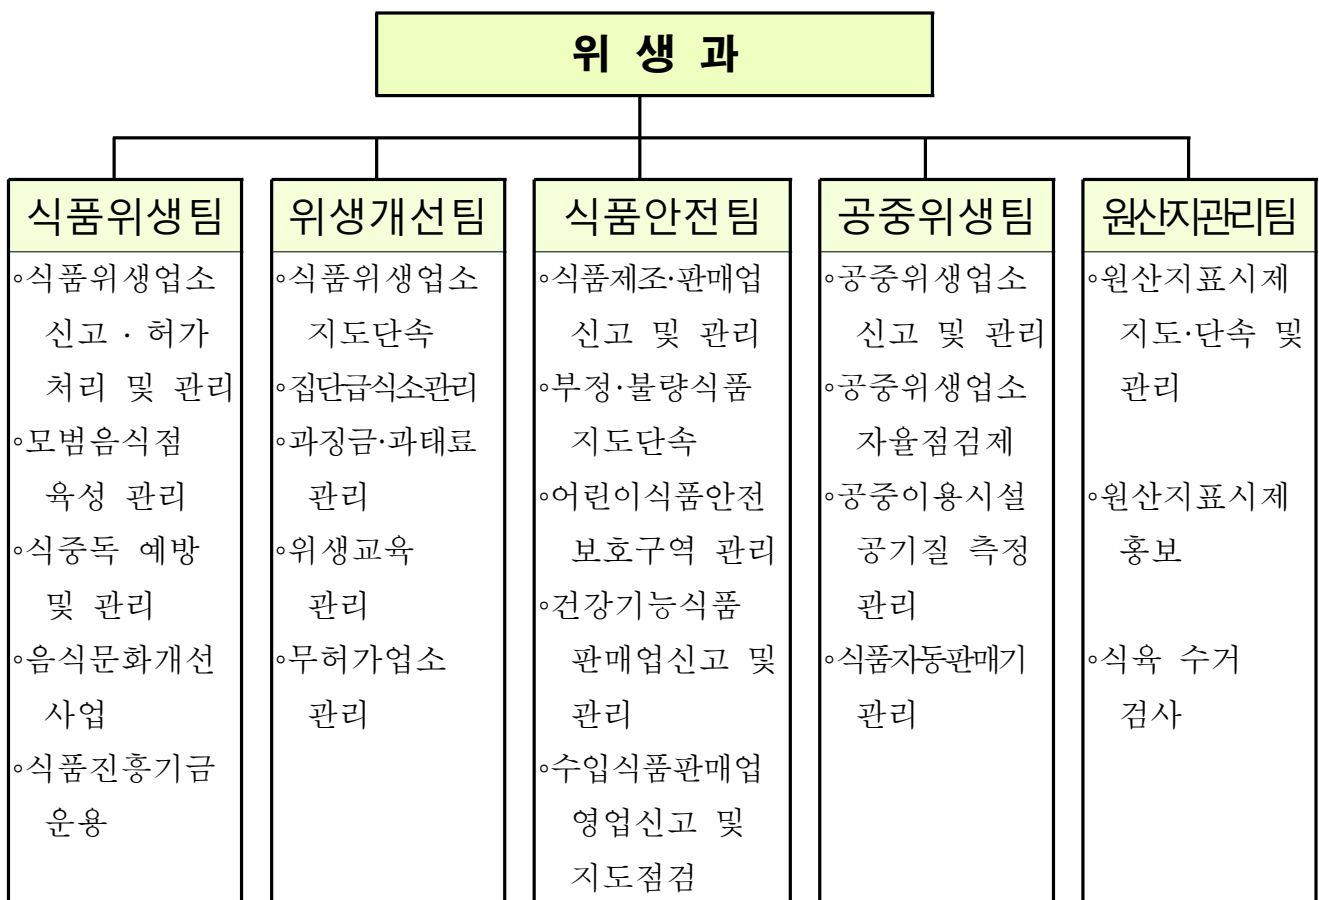 위 생 과
식품위생팀
◦식품위생업소
신고 · 허가
처리 및 관리
◦모범음식점
육성 관리
◦식중독 예방
및 관리
◦음식문화개선
사업
◦식품진흥기금
운용
위생개선팀
◦식품위생업소
지도단속
◦집단급식소관리
◦과징금·과태료
관리
◦위생교육
관리
◦무허가업소
관리
식품안전팀
◦식품제조·판매업
신고 및 관리
◦부정·불량식품
지도단속
◦어린이식품안전
보호구역 관리
◦건강기능식품
판매업신고 및
관리
◦수입식품판매업
영업신고 및
지도점검
공중위생팀
◦공중위생업소
신고 및 관리
◦공중위생업소
자율점검제
◦공중이용시설
공기질 측정
관리
◦식품자동판매기
관리
원산지관리팀
◦원산지표시제
지도·단속 및
관리
◦원산지표시제
홍보
◦식육 수거
검사